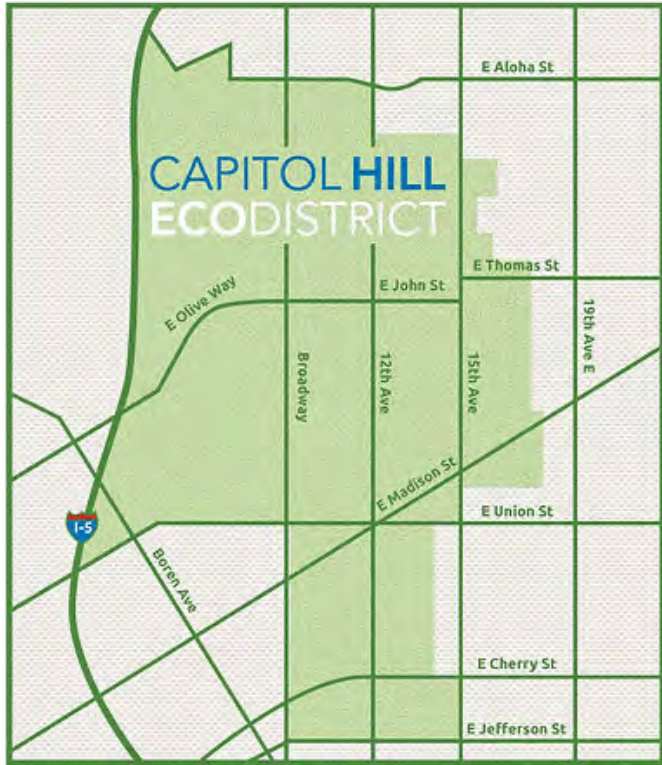 E Aloha St
CAPITOL HILL
ECODISTRICT
E Thomas St
E John St
E Olive Way
19th Ave E
Broadway
12th Ave
15th Ave
E Madison St
E Union St
I-5
Boren Ave
E Cherry St
E Jefferson St